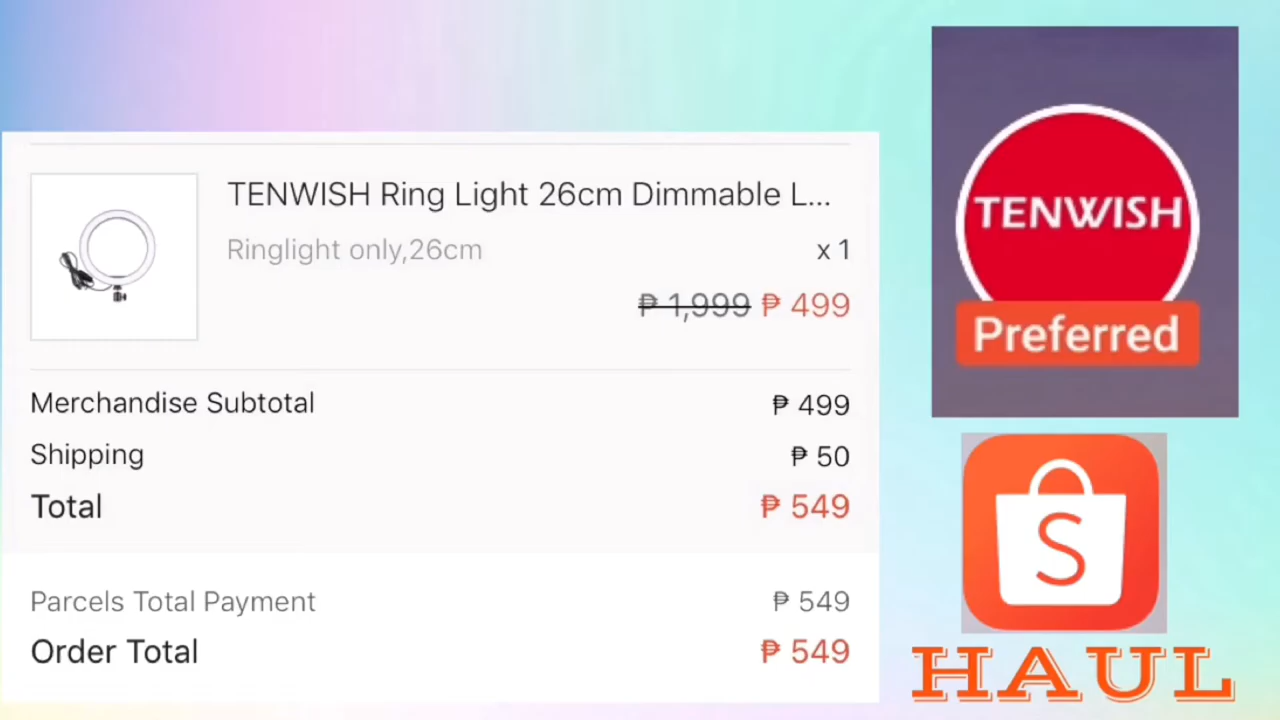 TENWISH Ring Light 26cm Dimmable L...
Ringlight only,26cm
x 1
₱ 1,999 ₱ 499
Merchandise Subtotal
₱ 499
Shipping
₱ 50
Total
₱ 549
Parcels Total Payment
₱ 549
Order Total
₱ 549
TENWISH
Preferred
S
HAUL